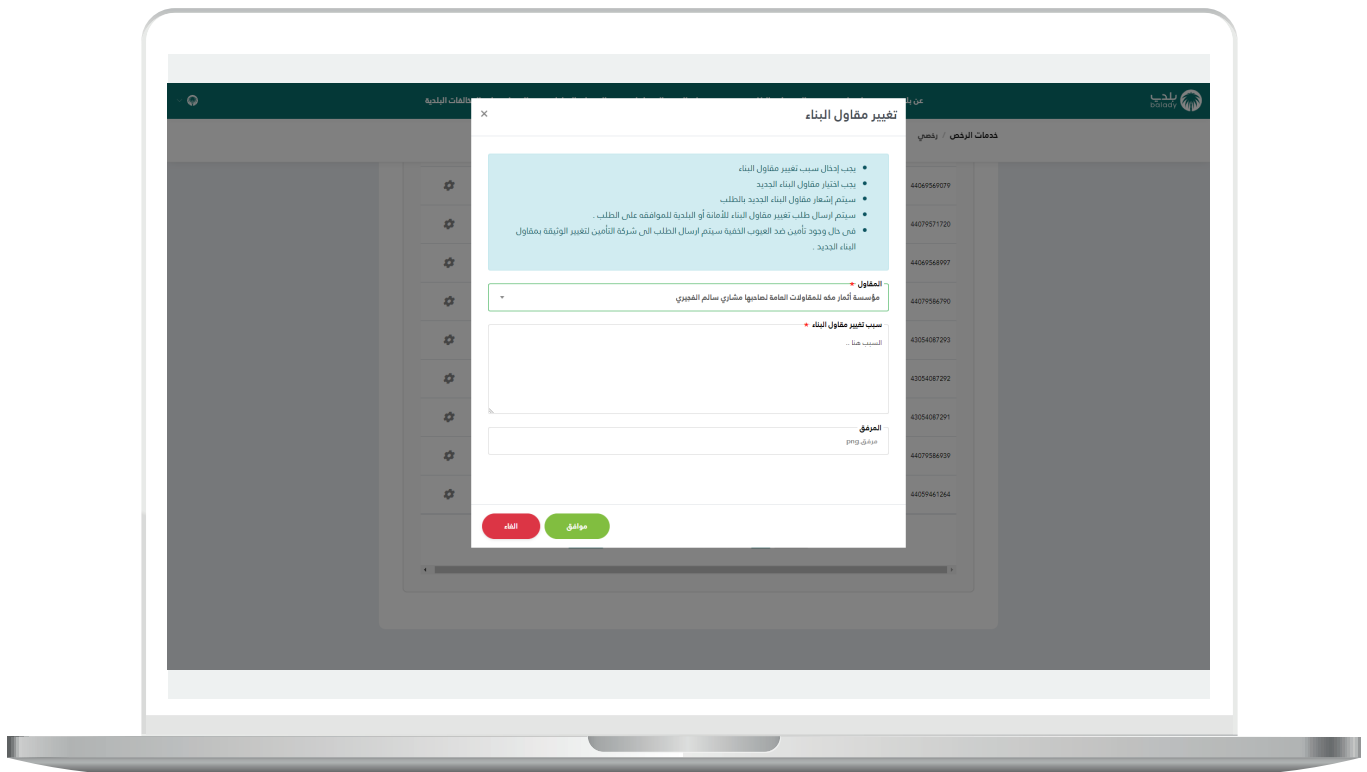 بلدي
balady
عن
البلدية
خدمات الرخص / رخصي
تغيير مقاول البناء
×
يجب إدخال سبب تغيير مقاول البناء
يجب اختيار مقاول البناء الجديد
سيتم إشعار مقاول البناء الجديد بالطلب
سيتم ارسال طلب تغيير مقاول البناء للأمانة أو البلدية للموافقه على الطلب .
في حال وجود تأمين ضد العيوب الخفية سيتم ارسال الطلب الى شركة التأمين لتغيير الوثيقة بمقاول
البناء الجديد .
المقاول *
مؤسسة أثمار مكه للمقاولات العامة لصاحبها مشاري سالم الفجيري
سبب تغيير مقاول البناء *
السبب هنا ..
المرفق
مرفق png
موافق
الغاء
44069569079
44079571720
44069568997
44079586790
43054087293
43054087292
43054087291
44079586939
44059461264